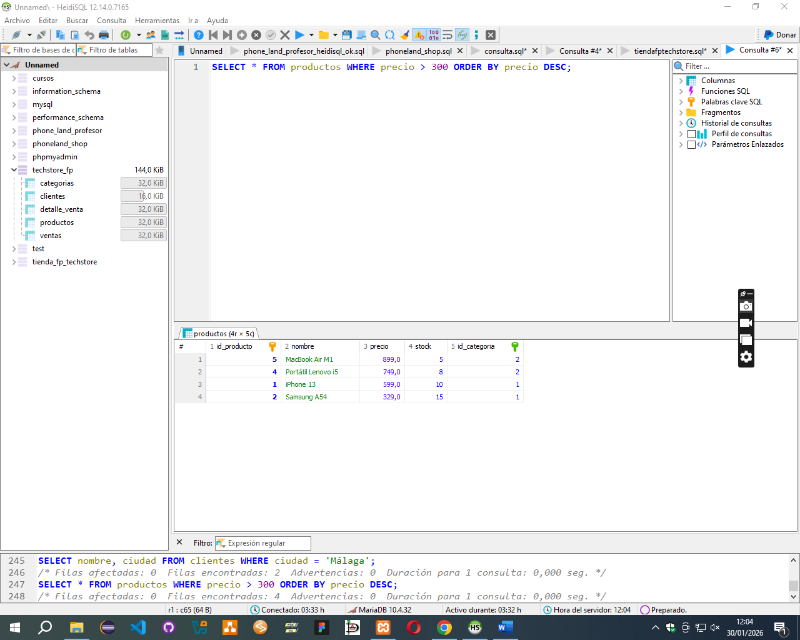 Unnamed\ - HeidiSQL 12.14.0.7165
Archivo Editar Buscar Consulta Herramientas Ir a Ayuda
Donar
Filtro de bases de d Filtro de tablas
Unnamed phone_land_profesor_heidisql_ok.sql phoneland_shop.sql consulta.sql* Consulta #4* tiendafptechstore.sql* Consulta #6*
Unnamed
cursos
information_schema
mysql
performance_schema
phone_land_profesor
phoneland_shop
phpmyadmin
techstore_fp 144,0 KiB
categorias 32,0 KiB
clientes 16,0 KiB
detalle_venta 32,0 KiB
productos 32,0 KiB
ventas 32,0 KiB
test
tienda_fp_techstore
1 SELECT * FROM productos WHERE precio > 300 ORDER BY precio DESC;
Filter ...
Columnas
Funciones SQL
Palabras clave SQL
Fragmentos
Historial de consultas
Perfil de consultas
Parámetros Enlazados
productos (4r × 5c)
# 1 id_producto 2 nombre 3 precio 4 stock 5 id_categoria
1 5 MacBook Air M1 899,0 5 2
2 4 Portátil Lenovo i5 749,0 8 2
3 1 iPhone 13 599,0 10 1
4 2 Samsung A54 329,0 15 1
Filtro: Expresión regular
245 SELECT nombre, ciudad FROM clientes WHERE ciudad = 'Málaga';
246 /* Filas afectadas: 0 Filas encontradas: 2 Advertencias: 0 Duración para 1 consulta: 0,000 seg. */
247 SELECT * FROM productos WHERE precio > 300 ORDER BY precio DESC;
248 /* Filas afectadas: 0 Filas encontradas: 4 Advertencias: 0 Duración para 1 consulta: 0,000 seg. */
r1 : c65 (64 B) Conectado: 03:33 h MariaDB 10.4.32 Activo durante: 03:32 h Hora del servidor: 12:04 Preparado.
12:04
30/01/2026